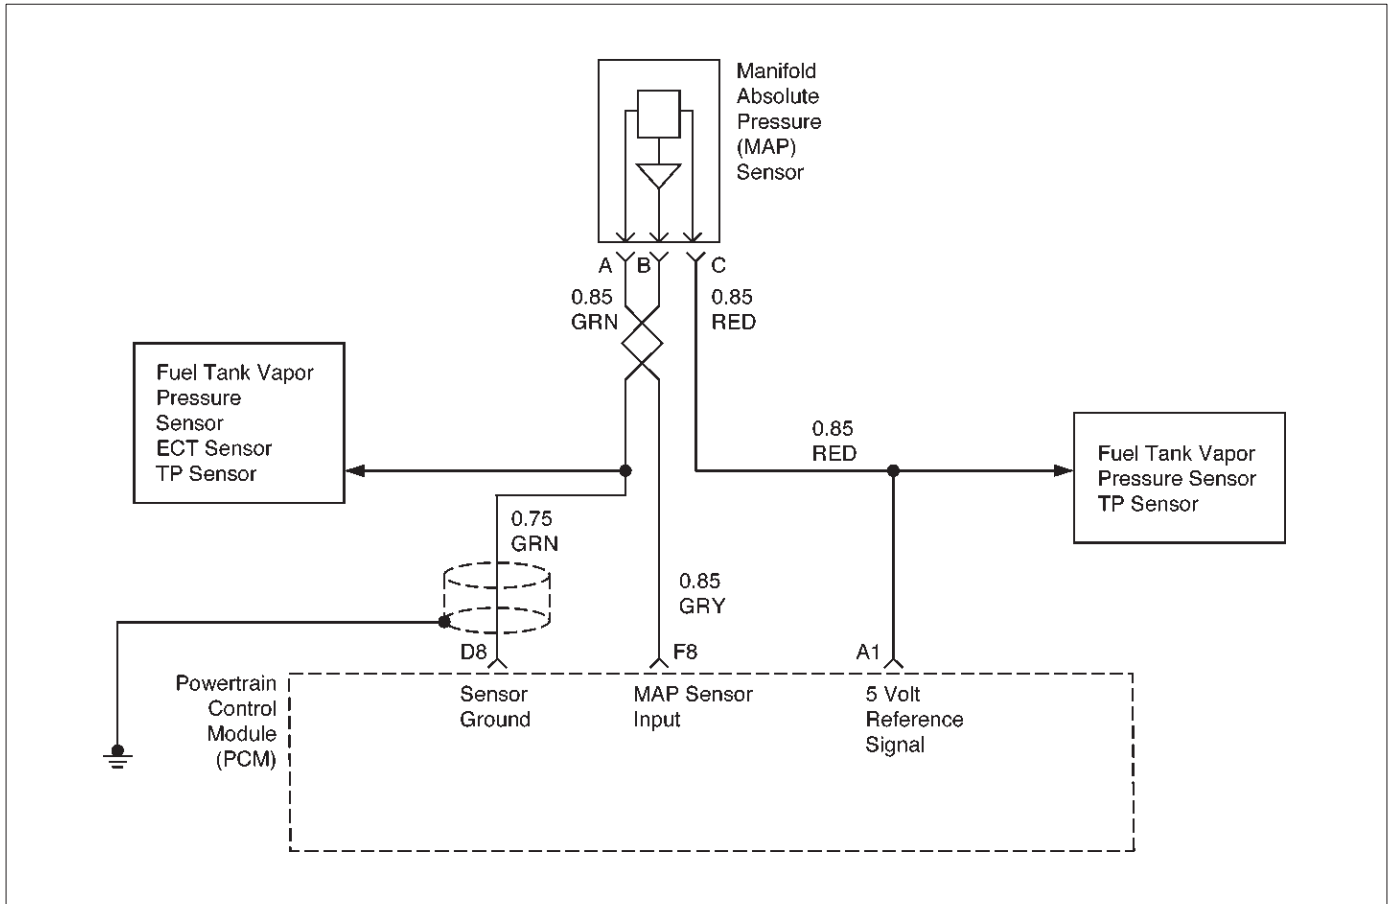 Manifold
Absolute
Pressure
(MAP)
Sensor
A
B
C
0.85
GRN
0.85
RED
Fuel Tank Vapor
Pressure
Sensor
ECT Sensor
TP Sensor
0.85
RED
Fuel Tank Vapor
Pressure Sensor
TP Sensor
0.75
GRN
0.85
GRY
D8
F8
A1
Powertrain
Control
Module
(PCM)
Sensor
Ground
MAP Sensor
Input
5 Volt
Reference
Signal